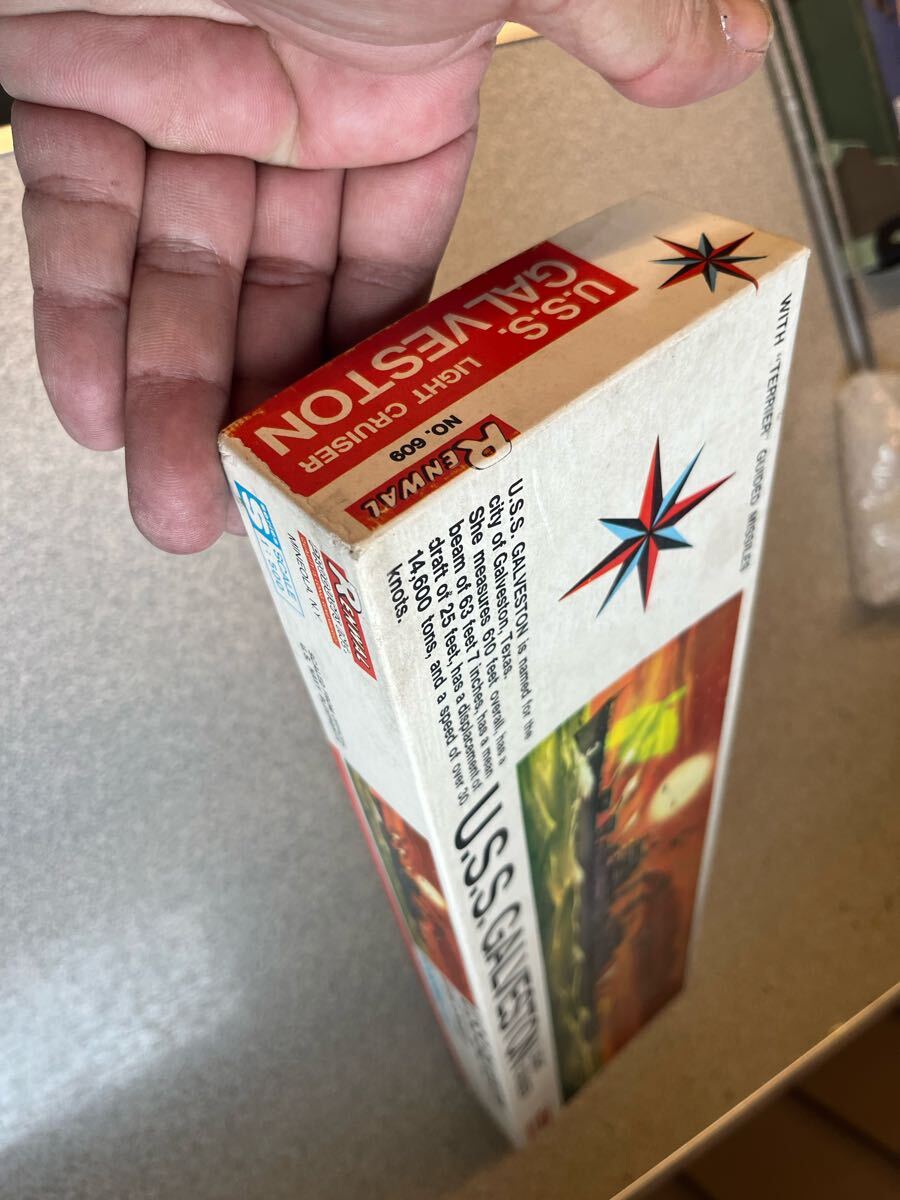 U.S.S.
GALVESTON
LIGHT CRUISER
NO. 609
RENWAL
WITH "TERRIER" GUIDED MISSILES
U.S.S. GALVESTON is named for the
city of Galveston, Texas.
She measures 610 feet overall, has a
beam of 63 feet 7 inches, has a mean
draft of 25 feet, has a displacement of
14,600 tons, and a speed of over 30
knots.
U.S.S. GALVESTON
S
SCALE
RENWAL
MINEOLA, N.Y.